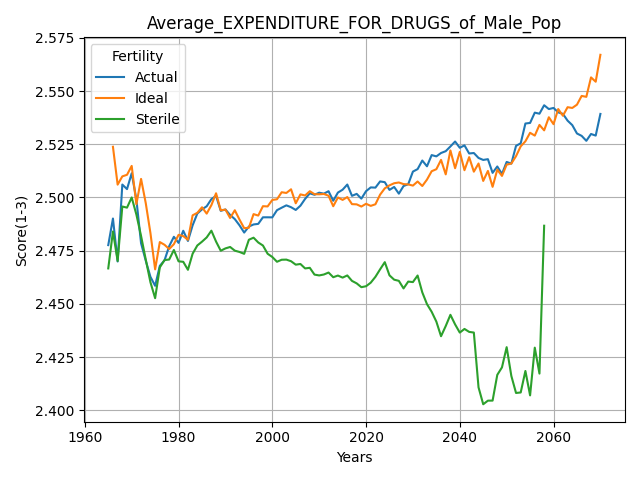 Average_EXPENDITURE_FOR_DRUGS_of_Male_Pop
Score(1-3)
2.575
2.550
2.525
2.500
2.475
2.450
2.425
2.400
Fertility
Actual
Ideal
Sterile
1960
1980
2000
2020
2040
2060
Years